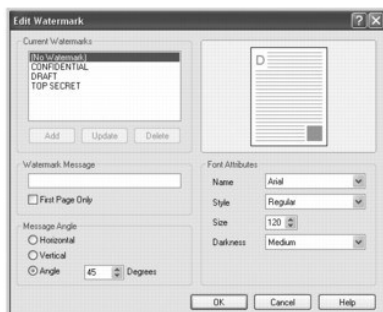 Edit Watermark
Current Watermarks
(No Watermark)
CONFIDENTIAL
DRAFT
TOP SECRET
Add Update Delete
D
Watermark Message
First Page Only
Message Angle
Horizontal
Vertical
Angle 45 Degrees
Font Attributes
Name Arial
Style Regular
Size 120
Darkness Medium
OK Cancel Help